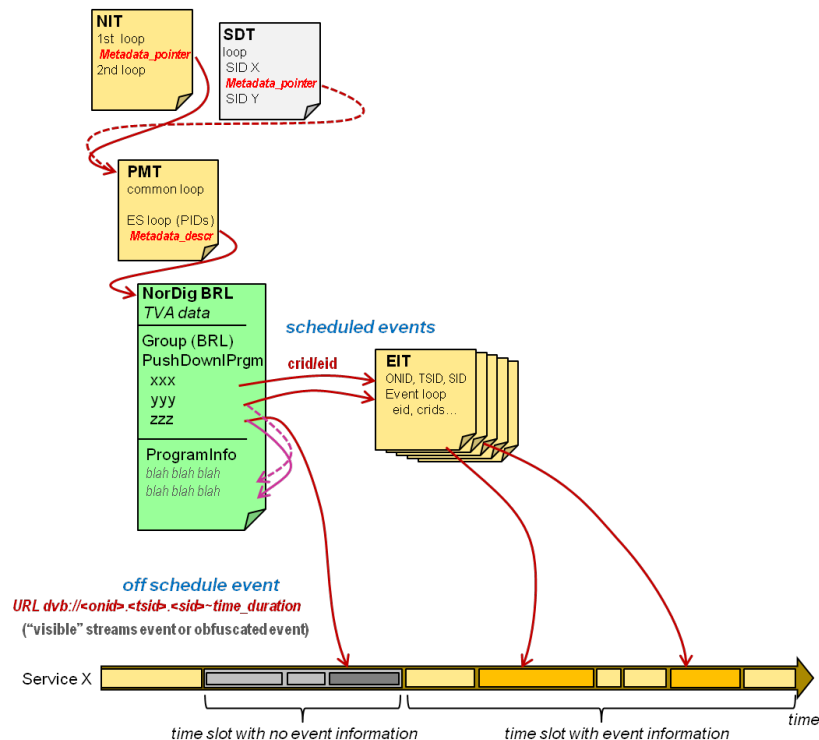 NIT
1st loop
Metadata_pointer
2nd loop
SDT
loop
SID X
Metadata_pointer
SID Y
PMT
common loop
ES loop (PIDs)
Metadata_descr
NorDig BRL
TVA data
Group (BRL)
PushDownlPrgm
xxx
yyy
zzz
ProgramInfo
blah blah blah
blah blah blah
scheduled events
crid/eid
EIT
ONID, TSID, SID
Event loop
eid, crids...
off schedule event
URL dvb://<onid>.<tsid>.<sid>~time_duration
("visible" streams event or obfuscated event)
Service X
time
time slot with no event information
time slot with event information